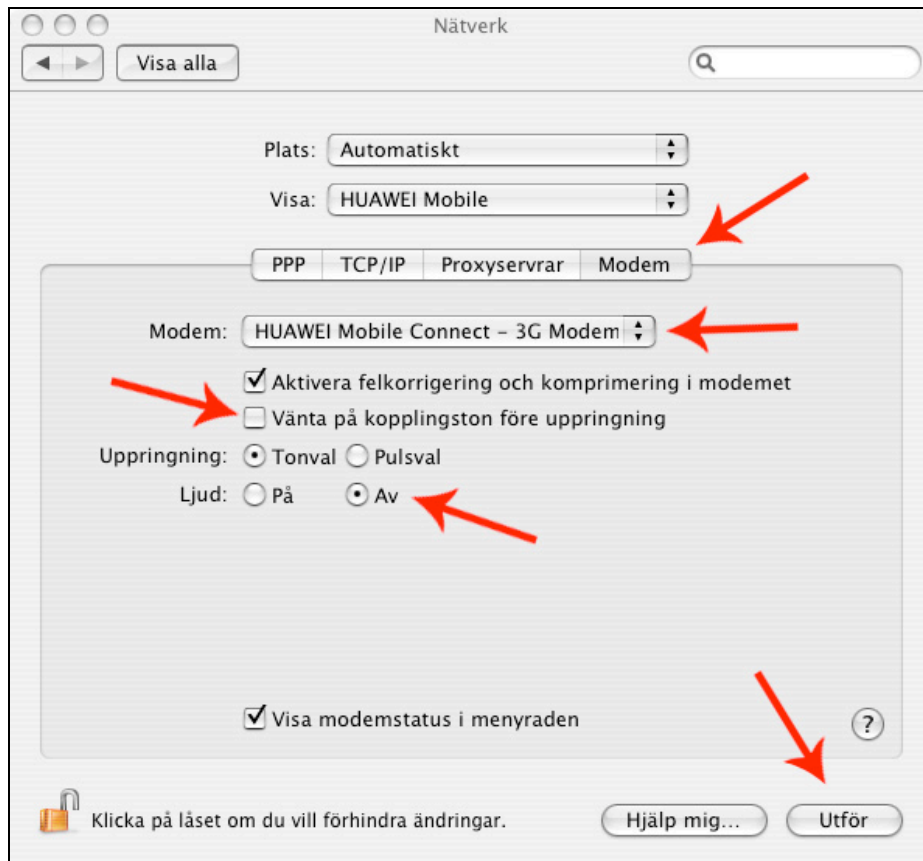 Nätverk
Visa alla
Plats: Automatiskt
Visa: HUAWEI Mobile
PPP TCP/IP Proxyservrar Modem
Modem: HUAWEI Mobile Connect – 3G Modem
Aktivera felkorrigering och komprimering i modemet
Vänta på kopplingston före uppringning
Uppringning: Tonval Pulsval
Ljud: På Av
Visa modemstatus i menyraden
?
Klicka på låset om du vill förhindra ändringar. Hjälp mig... Utför